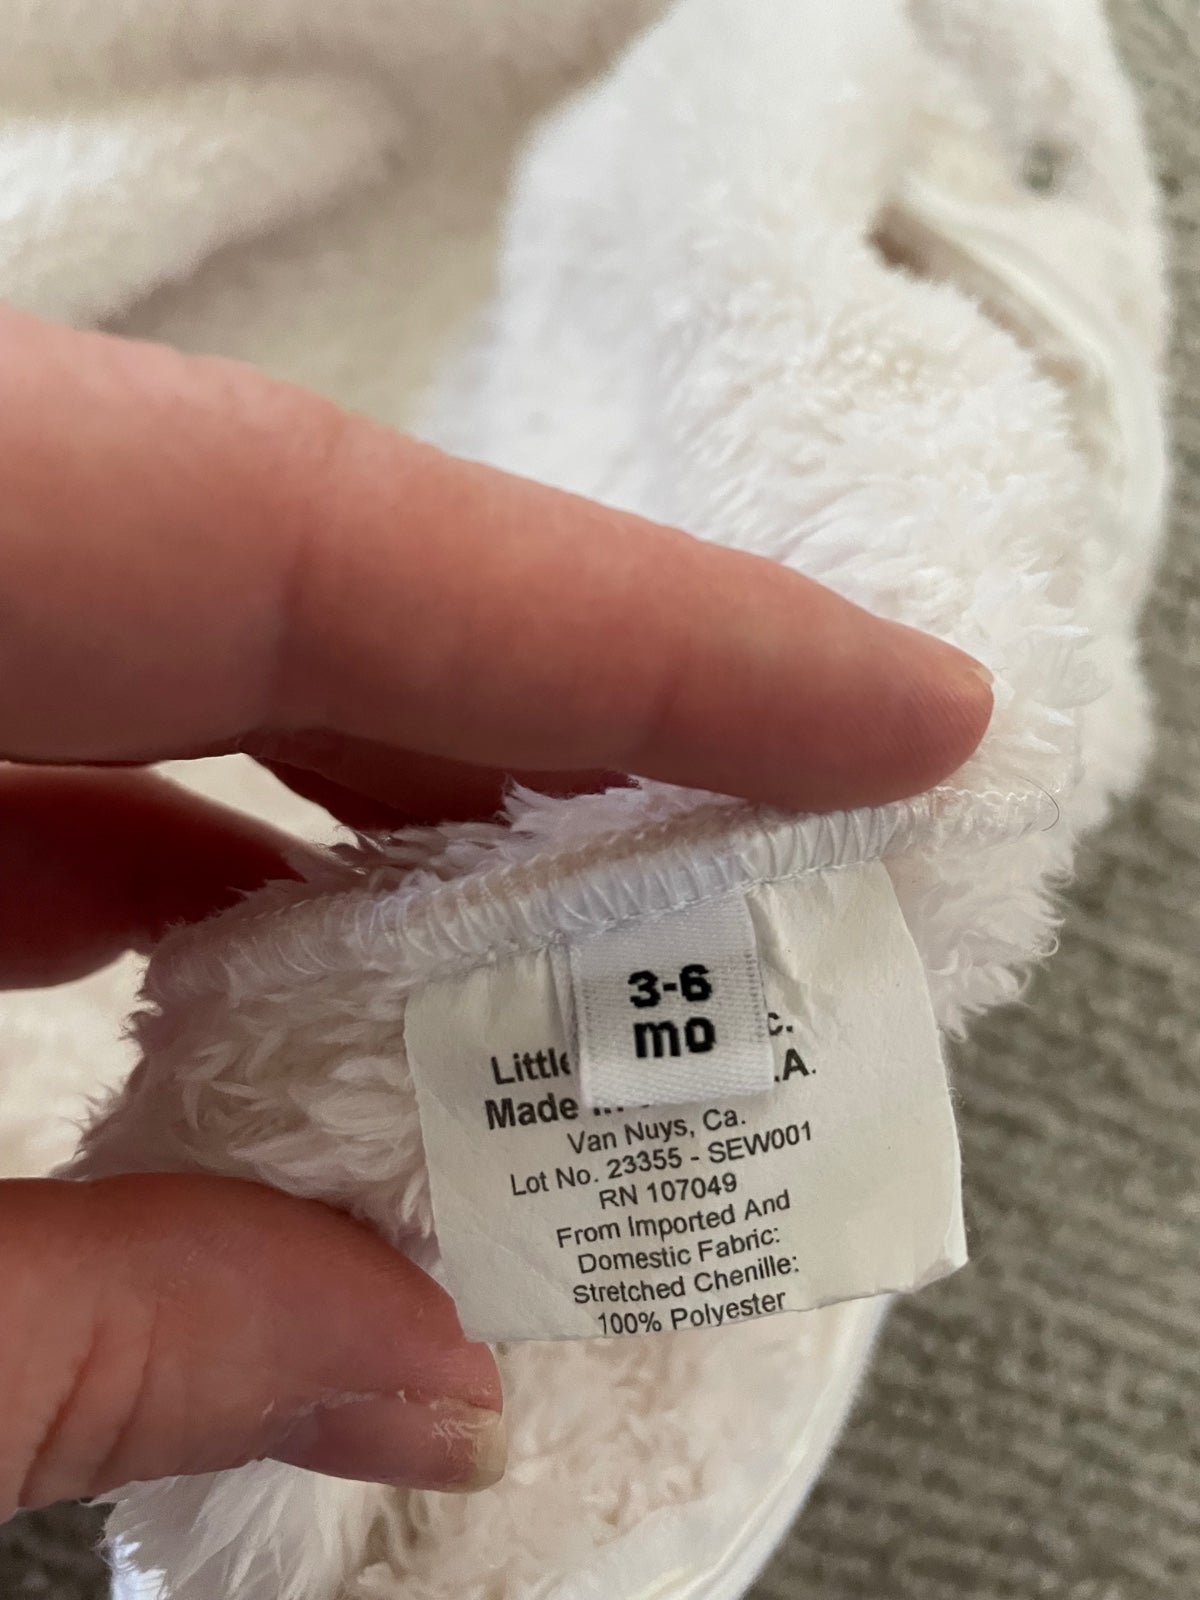 3-6
mo
Little c.
Made .A.
Van Nuys, Ca.
Lot No. 23355 - SEW001
RN 107049
From Imported And
Domestic Fabric:
Stretched Chenille:
100% Polyester